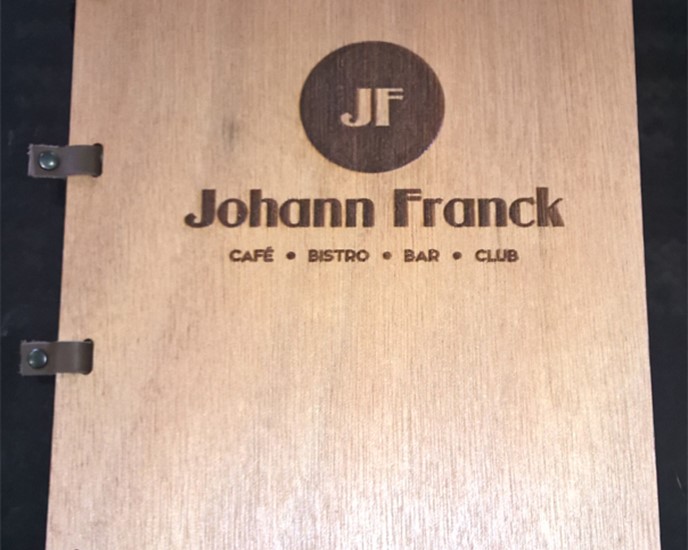 JF
Johann Franck
CAFÉ • BISTRO • BAR • CLUB